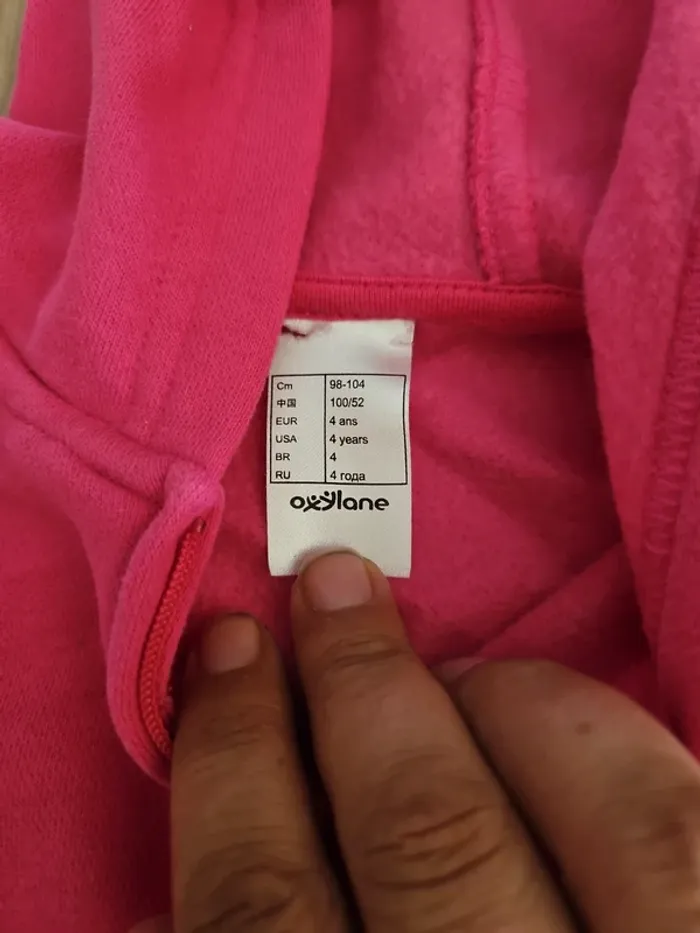 Cm 98-104
中国 100/52
EUR 4 ans
USA 4 years
BR 4
RU 4 года
oxylane